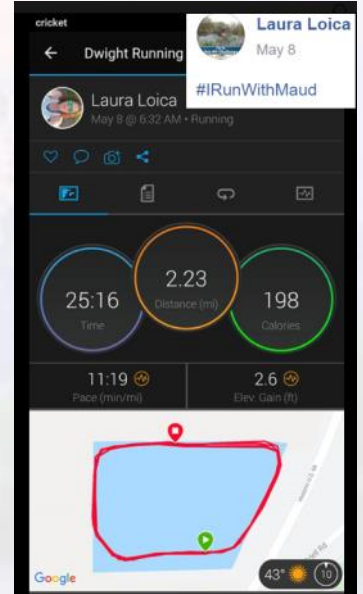 cricket
Dwight Running
Laura Loica
May 8
#IRunWithMaud
Laura Loica
May 8 @ 6:32 AM • Running
25:16
Time
2.23
Distance (mi)
198
Calories
11:19
Pace (min/mi)
2.6
Elev. Gain (ft)
Google
43°
10